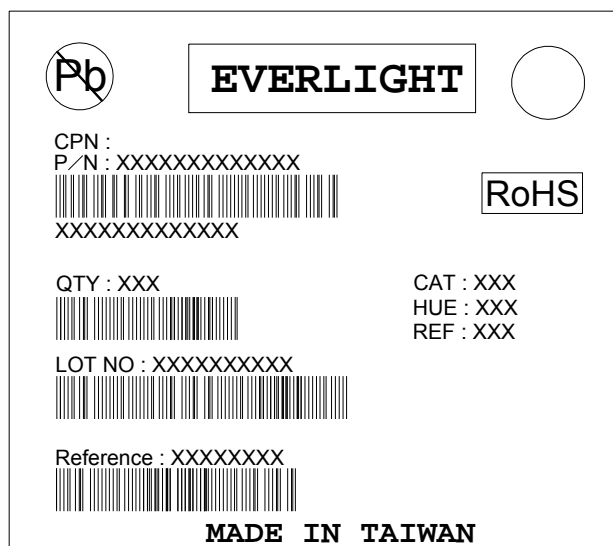 Pb
EVERLIGHT
CPN :
P/N : XXXXXXXXXXXXXX
RoHS
XXXXXXXXXXXXX
QTY : XXX
CAT : XXX
HUE : XXX
REF : XXX
LOT NO : XXXXXXXXXX
Reference : XXXXXXXX
MADE IN TAIWAN